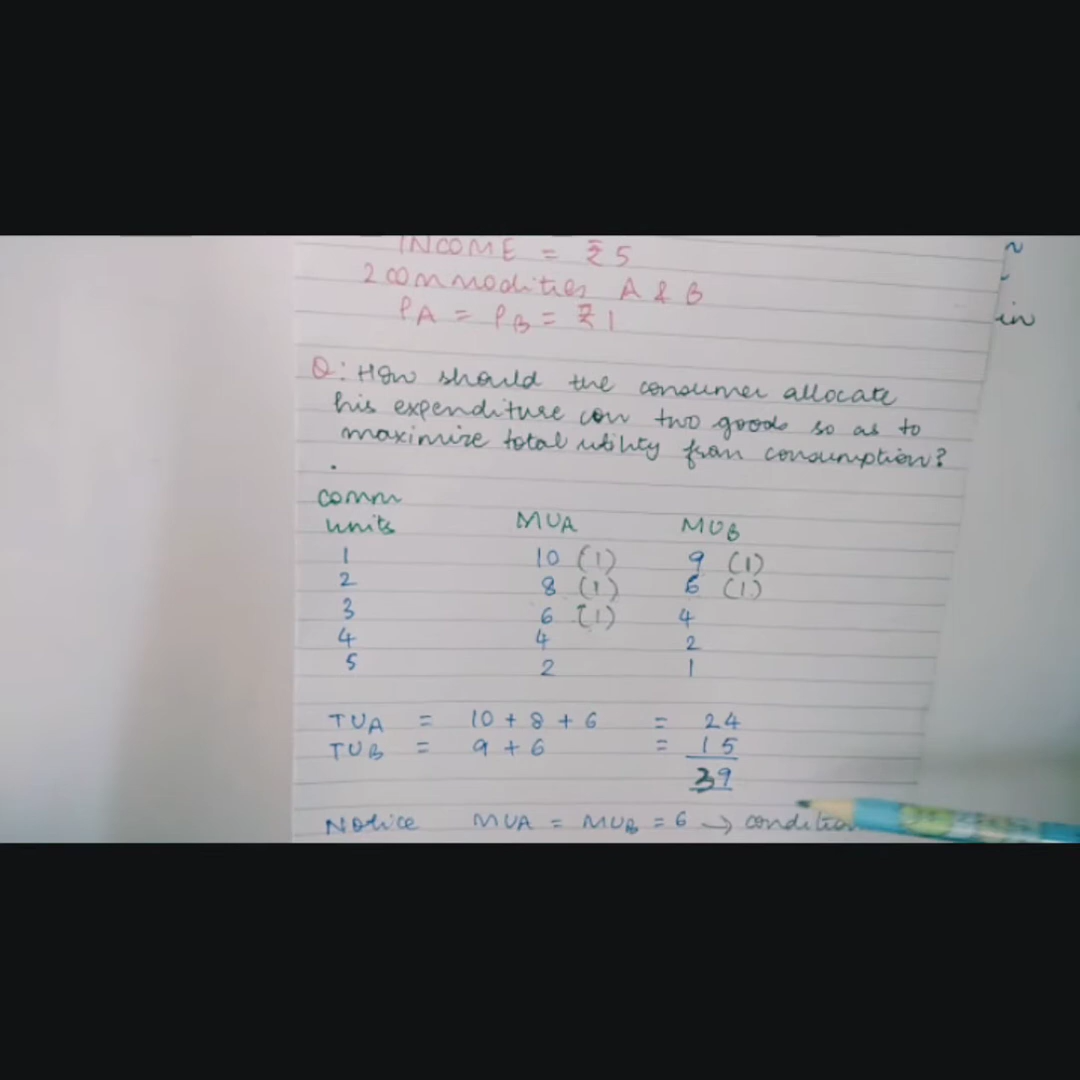 INCOME = ₹5
2 commodities A & B
PA = PB = ₹1
in
Q: How should the consumer allocate
his expenditure on two goods so as to
maximize total utility from consumption?
comm
units MUA MUB
1 10 (1) 9 (1)
2 8 (1) 6 (1)
3 6 (1) 4
4 4 2
5 2 1
TUA = 10 + 8 + 6 = 24
TUB = 9 + 6 = 15
39
Notice MUA = MUB = 6 →